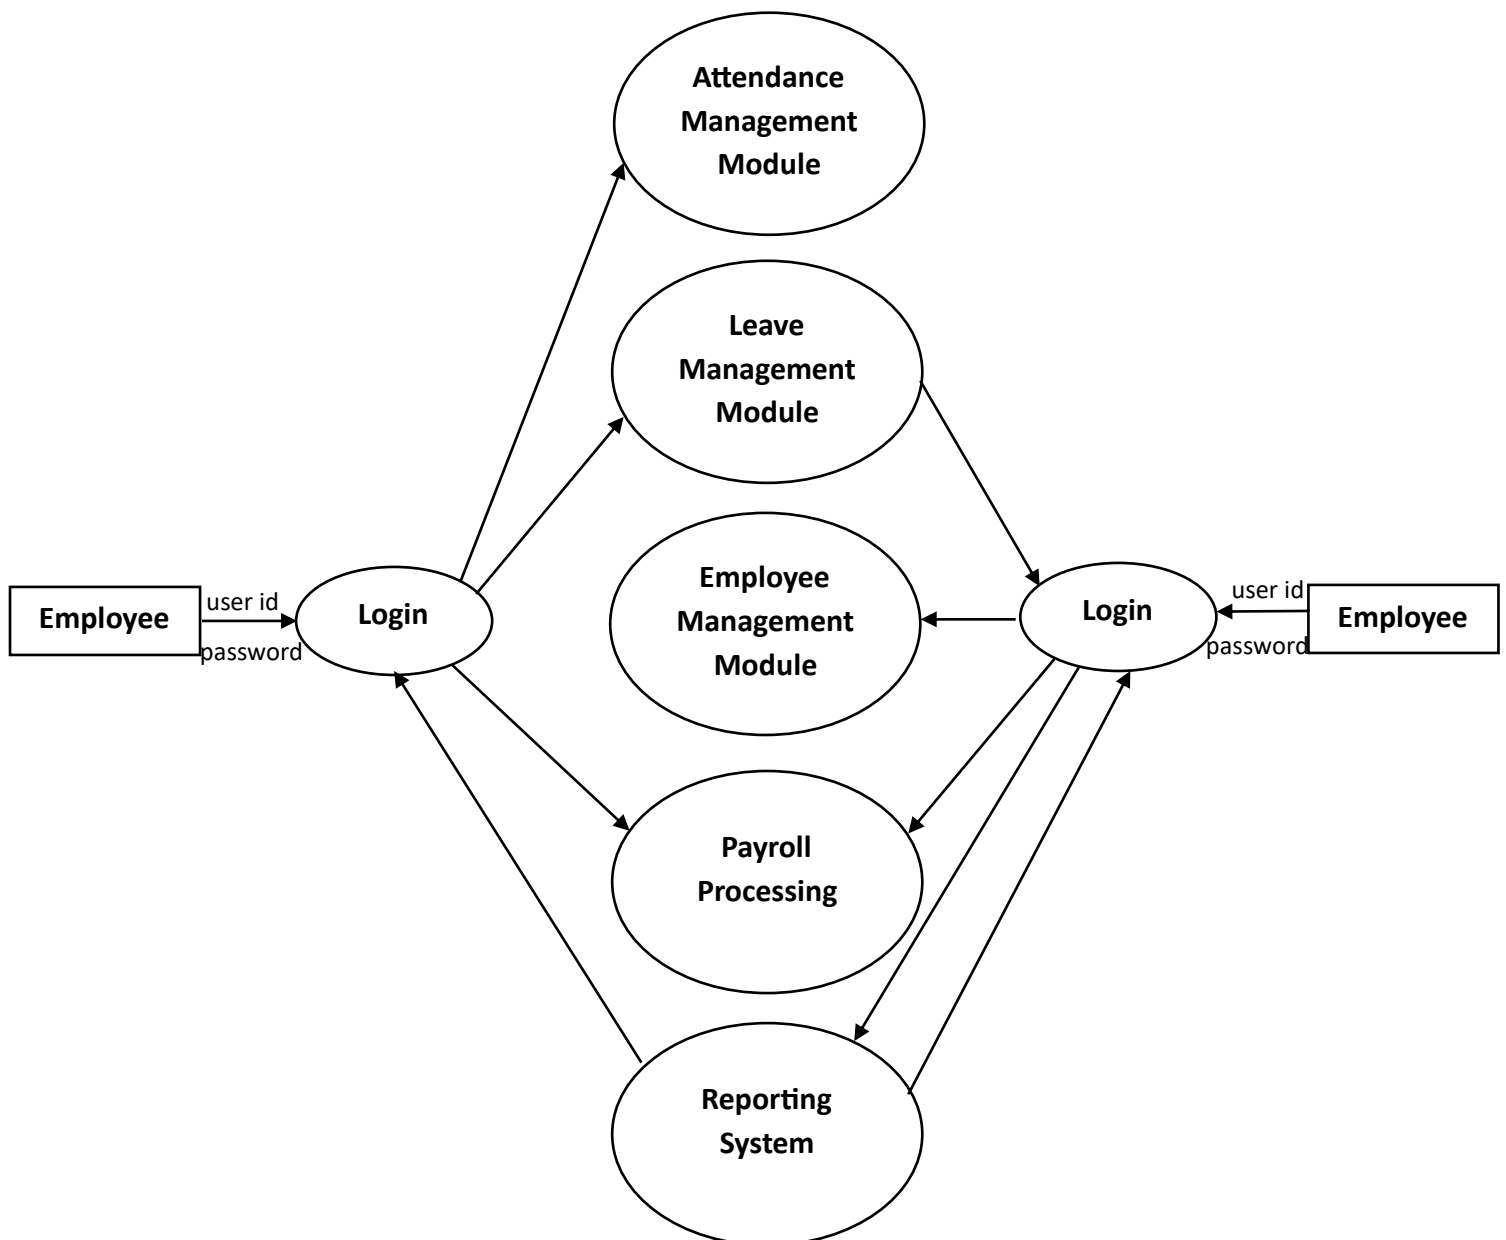 Attendance
Management
Module
Leave
Management
Module
Employee
Management
Module
Employee
user id
password
Login
Login
user id
password
Employee
Payroll
Processing
Reporting
System